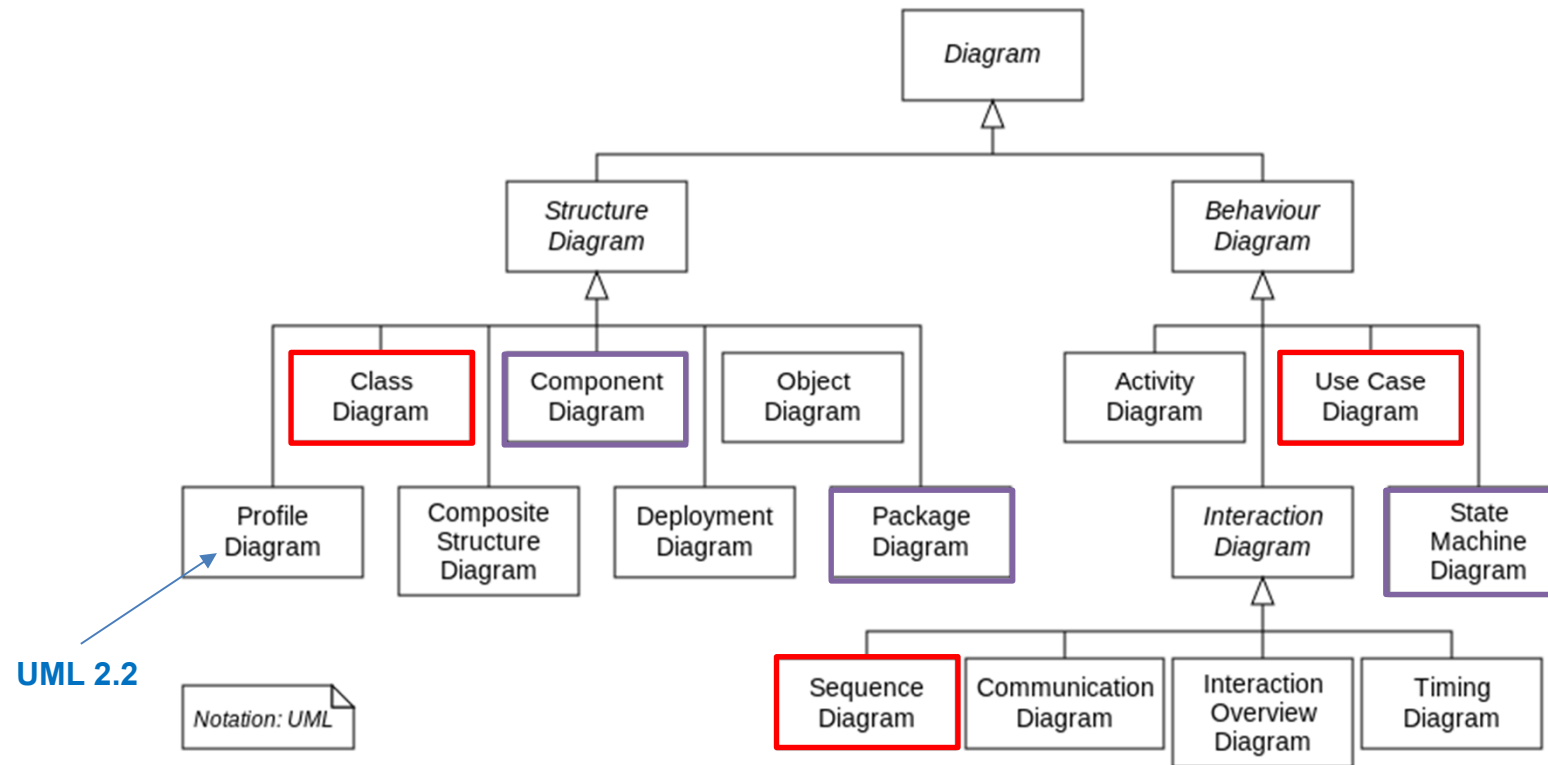 Diagram
Structure
Diagram
Behaviour
Diagram
Class
Diagram
Component
Diagram
Object
Diagram
Activity
Diagram
Use Case
Diagram
Profile
Diagram
Composite
Structure
Diagram
Deployment
Diagram
Package
Diagram
Interaction
Diagram
State
Machine
Diagram
UML 2.2
Notation: UML
Sequence
Diagram
Communication
Diagram
Interaction
Overview
Diagram
Timing
Diagram